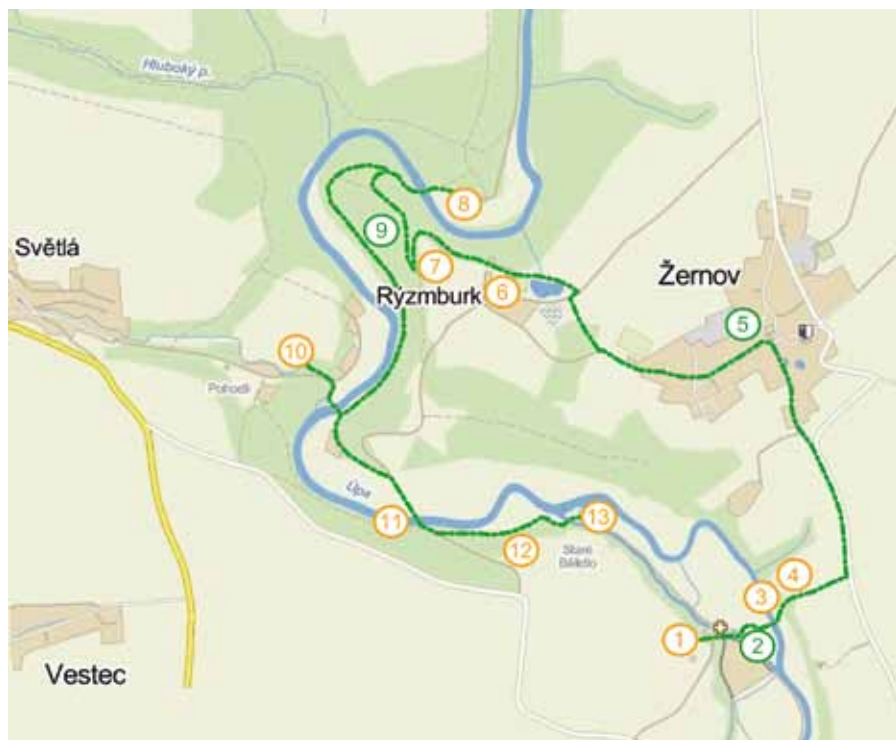 Hluboký p.
8
Světlá
9
Žernov
7
Rýzmburk
6
5
10
Pohodlí
Úpa
11
13
12
Staré
Bělidlo
4
3
1
2
Vestec